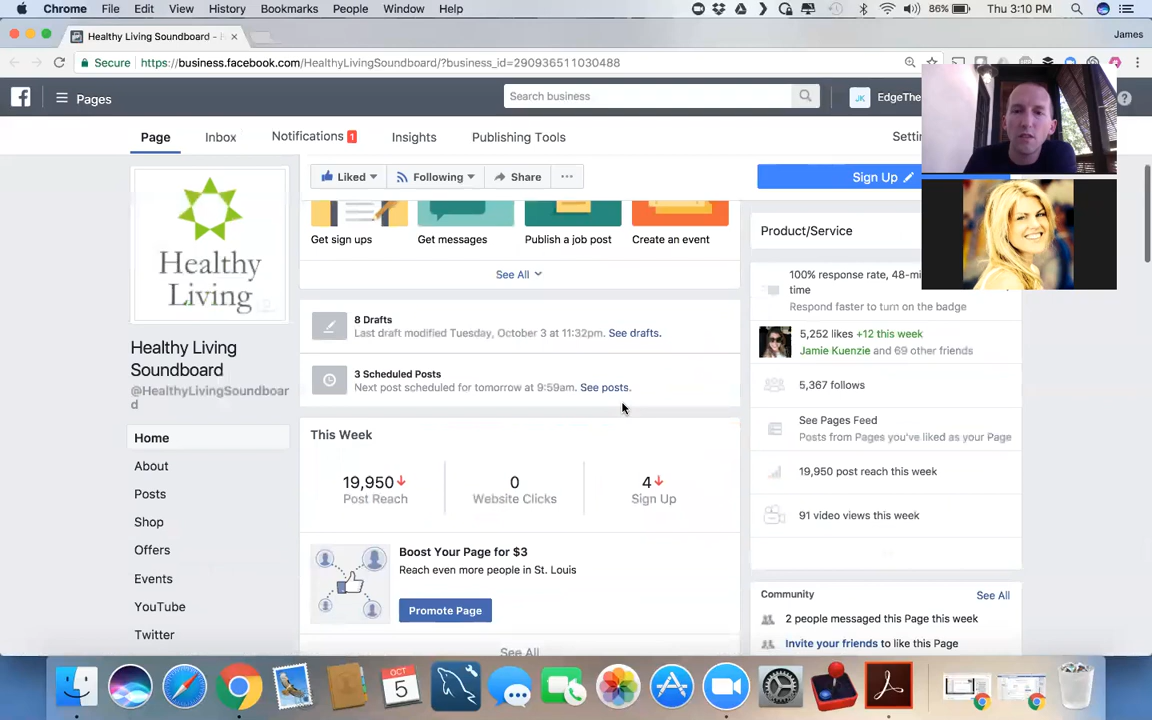 Chrome File Edit View History Bookmarks People Window Help
86% Thu 3:10 PM
Healthy Living Soundboard -
James
Secure https://business.facebook.com/HealthyLivingSoundboard/?business_id=290936511030488
Pages
Search business
JK EdgeThe
Page Inbox Notifications 1 Insights Publishing Tools
Liked Following Share
Sign Up
Healthy
Living
Healthy Living
Soundboard
@HealthyLivingSoundboar
d
Home
About
Posts
Shop
Offers
Events
YouTube
Twitter
Get sign ups Get messages Publish a job post Create an event
See All
8 Drafts
Last draft modified Tuesday, October 3 at 11:32pm. See drafts.
3 Scheduled Posts
Next post scheduled for tomorrow at 9:59am. See posts.
This Week
19,950 0 4
Post Reach Website Clicks Sign Up
Boost Your Page for $3
Reach even more people in St. Louis
Promote Page
See All
Product/Service
100% response rate, 48-mi
time
Respond faster to turn on the badge
5,252 likes +12 this week
Jamie Kuenzie and 69 other friends
5,367 follows
See Pages Feed
Posts from Pages you've liked as your Page
19,950 post reach this week
91 video views this week
Community See All
2 people messaged this Page this week
Invite your friends to like this Page
OCT
5